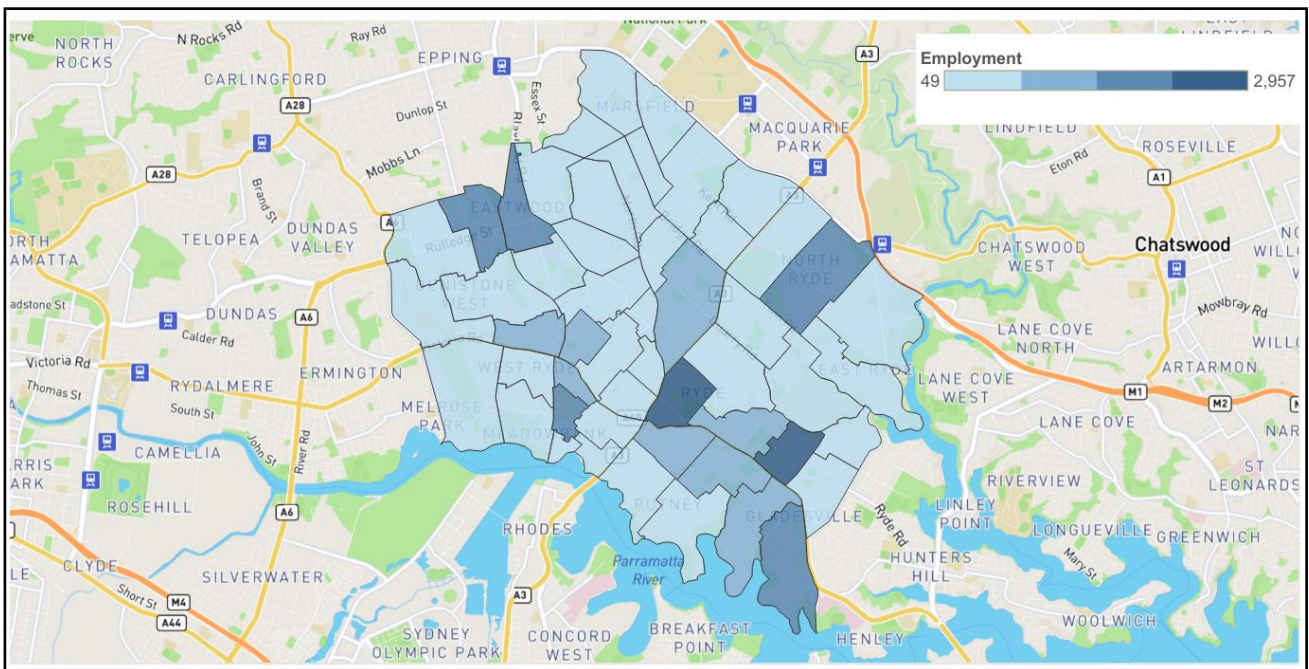 Employment
49
2,957
NORTH
ROCKS
N Rocks Rd
Ray Rd
CARLINGFORD
EPPING
Essex St
A28
Dunlop St
Mobbs Ln
A28
Brand St
TELOPEA
DUNDAS
VALLEY
DUNDAS
Calder Rd
A6
Victoria Rd
Thomas St
RYDALMERE
South St
ERMINGTON
John St
River Rd
CAMELLIA
ROSEHILL
A6
CLYDE
Short St
M4
A44
SILVERWATER
SYDNEY
OLYMPIC PARK
MELROSE
PARK
RHODES
A3
CONCORD
WEST
Parramatta
River
BREAKFAST
POINT
HENLEY
MARSFIELD
EASTWOOD
Rutledge St
DENISTONE
WEST
WEST RYDE
MEADOWBANK
A3
RYDE
A40
A3
PUTNEY
GLADESVILLE
NORTH
RYDE
EAST RYDE
MACQUARIE
PARK
A3
A3
LINDFIELD
Eton Rd
ROSEVILLE
A1
CHATSWOOD
WEST
Chatswood
Mowbray Rd
LANE COVE
NORTH
ARTARMON
M1
M2
LANE COVE
WEST
LANE COVE
RIVERVIEW
ST
LEONARDS
LINLEY
POINT
LONGUEVILLE
GREENWICH
Ryde Rd
HUNTERS
HILL
Mary St
WOOLWICH